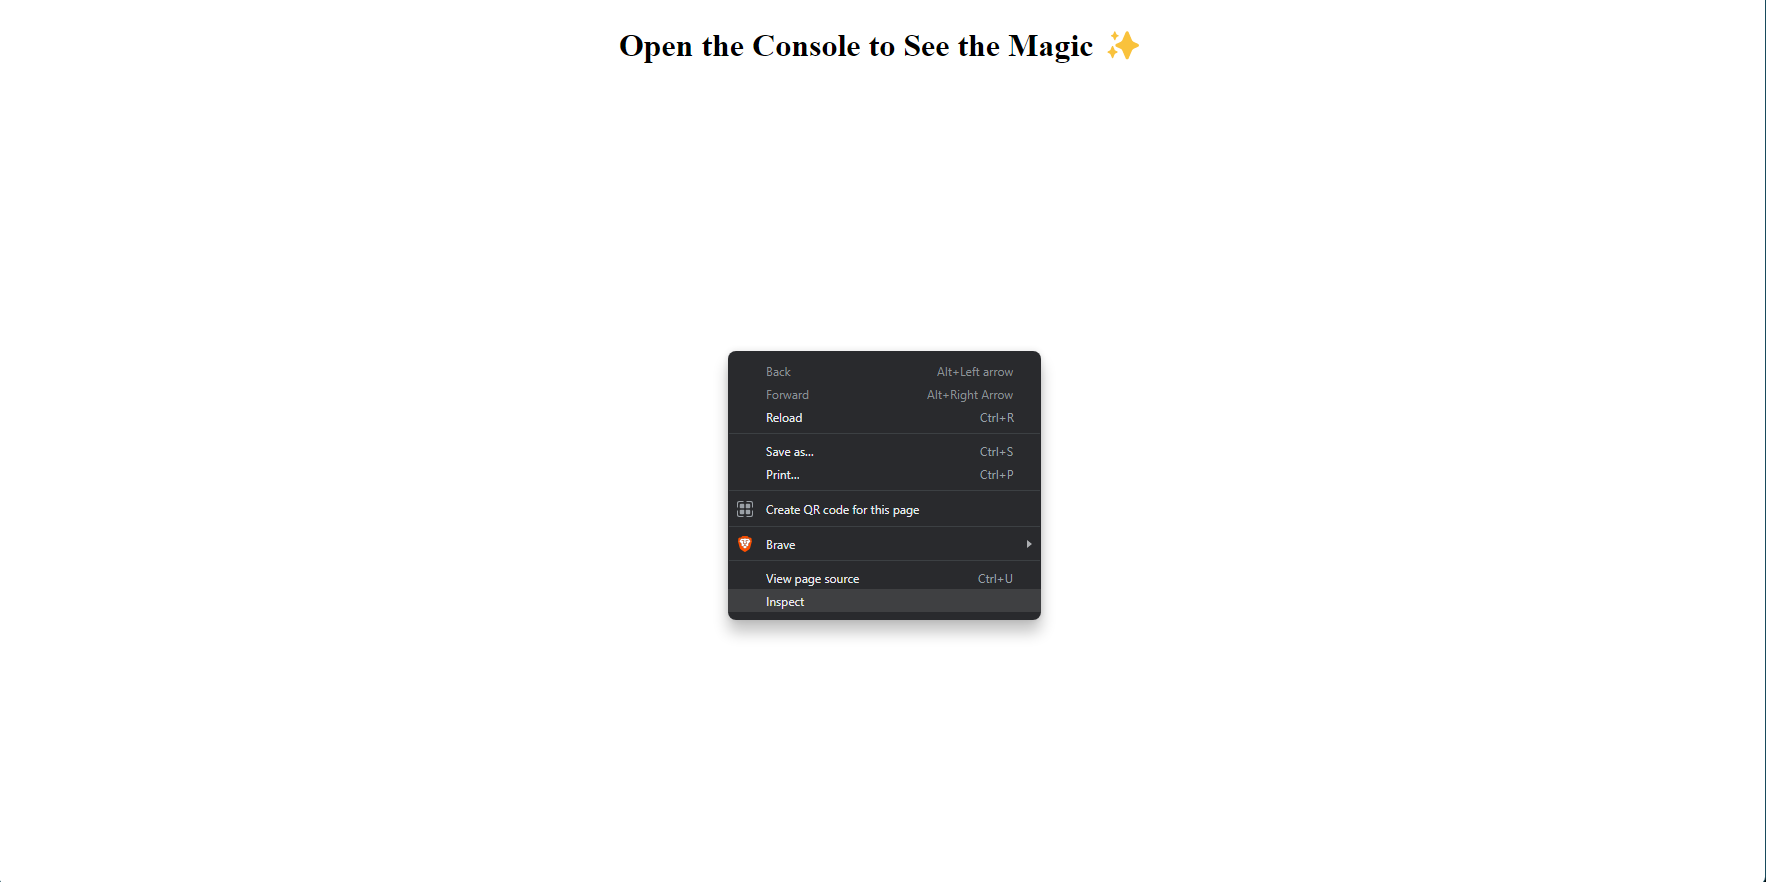 Open the Console to See the Magic ✨
Back Alt+Left arrow
Forward Alt+Right Arrow
Reload Ctrl+R
Save as... Ctrl+S
Print... Ctrl+P
Create QR code for this page
Brave
View page source Ctrl+U
Inspect